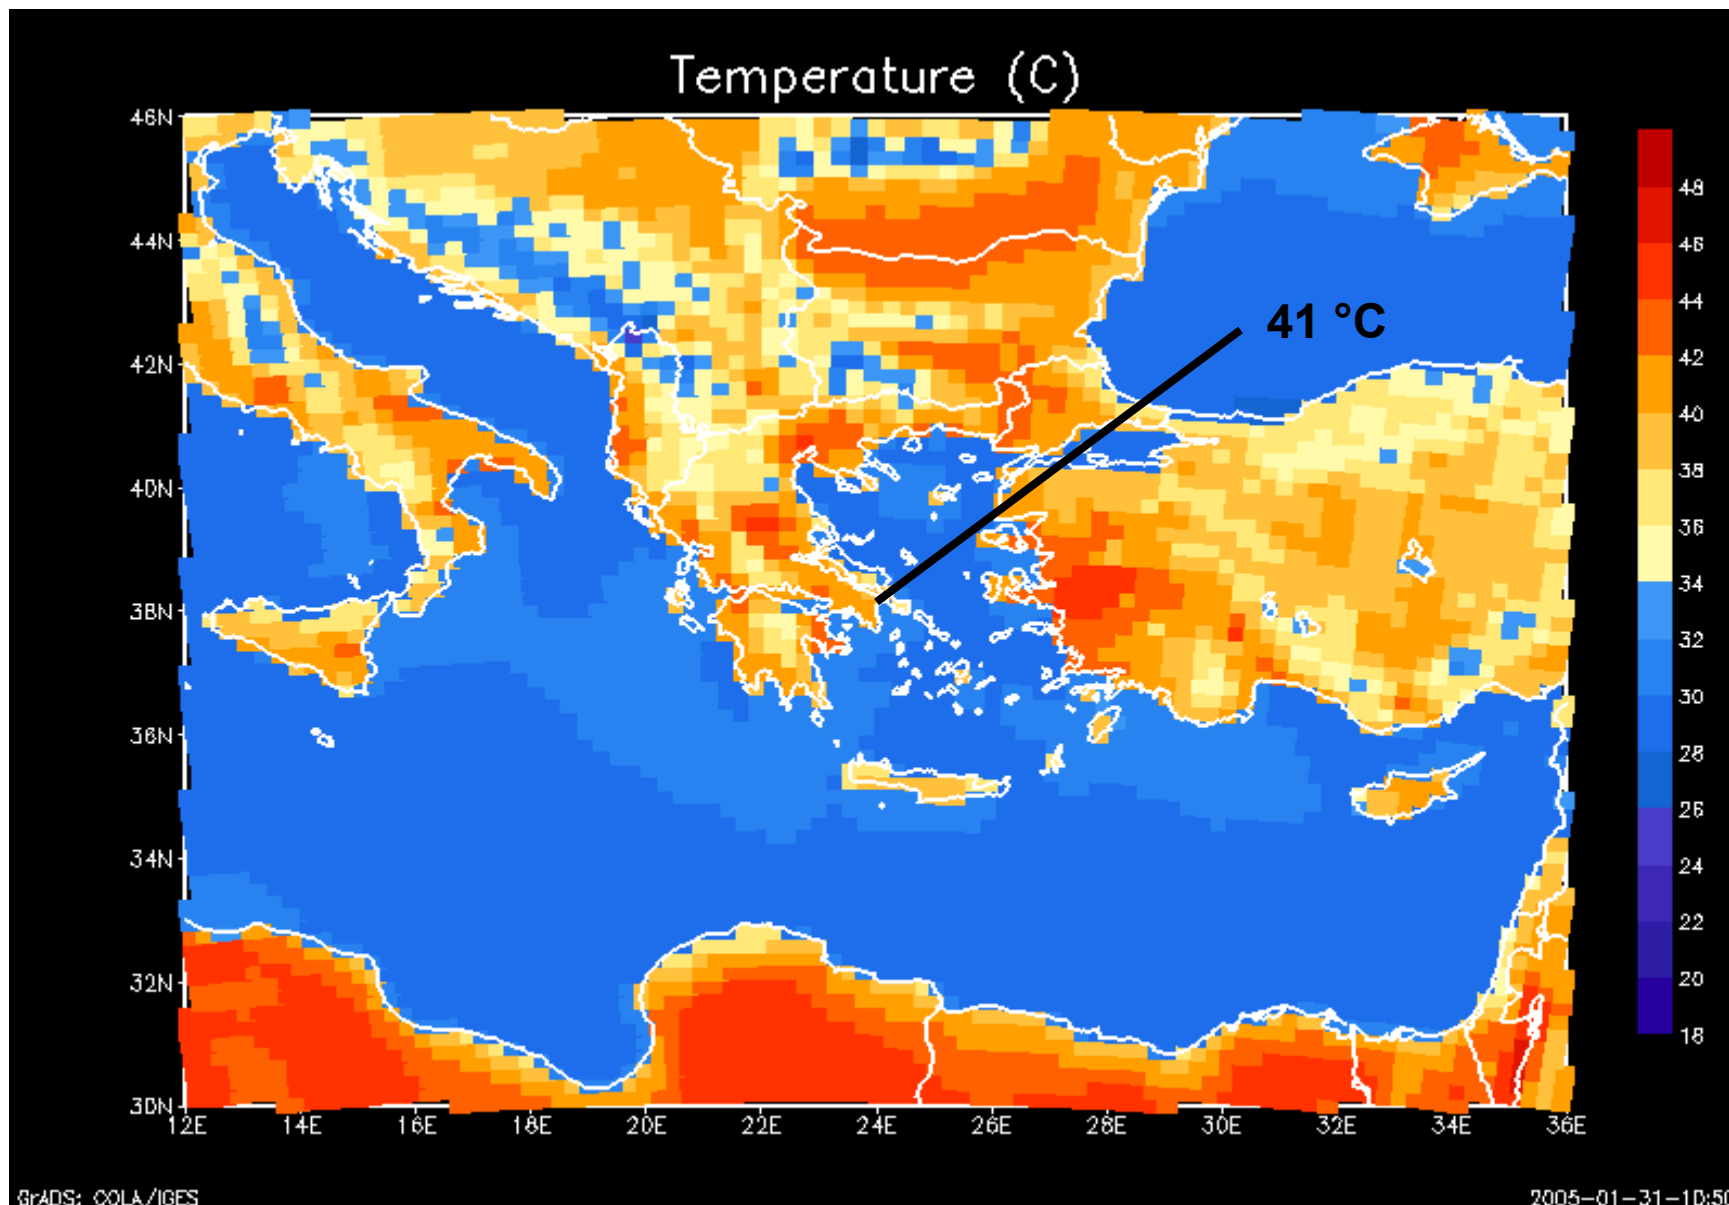 Temperature (C)
46N
44N
42N
40N
38N
36N
34N
32N
30N
12E 14E 16E 18E 20E 22E 24E 26E 28E 30E 32E 34E 36E
41 °C
48
46
44
42
40
38
36
34
32
30
28
26
24
22
20
18
GrADS: COLA/IGES
2005-01-31-10:50